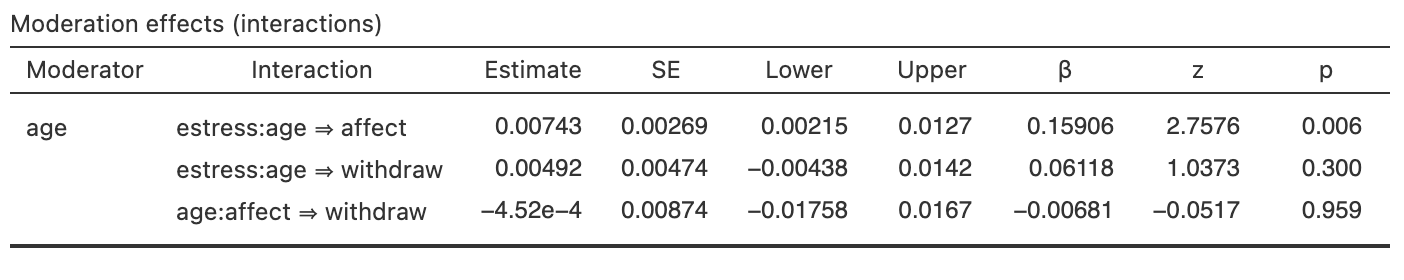 Moderation effects (interactions)
Moderator Interaction Estimate SE Lower Upper β z p
age estress:age ⇒ affect 0.00743 0.00269 0.00215 0.0127 0.15906 2.7576 0.006
estress:age ⇒ withdraw 0.00492 0.00474 −0.00438 0.0142 0.06118 1.0373 0.300
age:affect ⇒ withdraw −4.52e−4 0.00874 −0.01758 0.0167 −0.00681 −0.0517 0.959